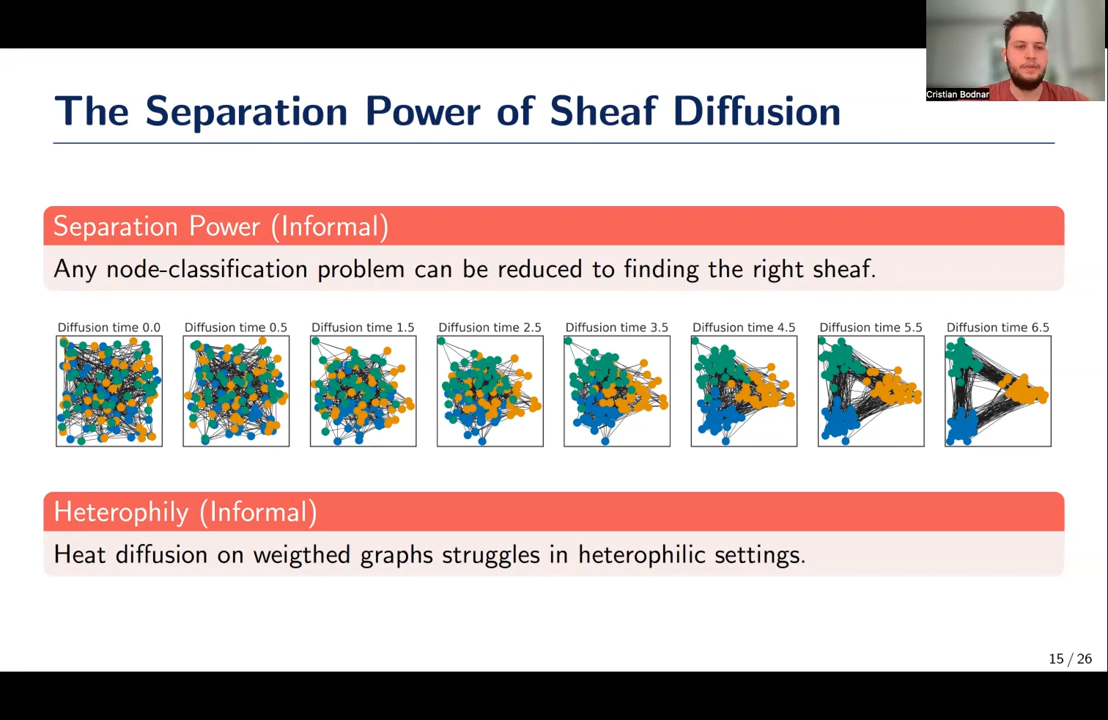 Cristian Bodnar
The Separation Power of Sheaf Diffusion
Separation Power (Informal)
Any node-classification problem can be reduced to finding the right sheaf.
Diffusion time 0.0 Diffusion time 0.5 Diffusion time 1.5 Diffusion time 2.5 Diffusion time 3.5 Diffusion time 4.5 Diffusion time 5.5 Diffusion time 6.5
Heterophily (Informal)
Heat diffusion on weigthed graphs struggles in heterophilic settings.
15 / 26